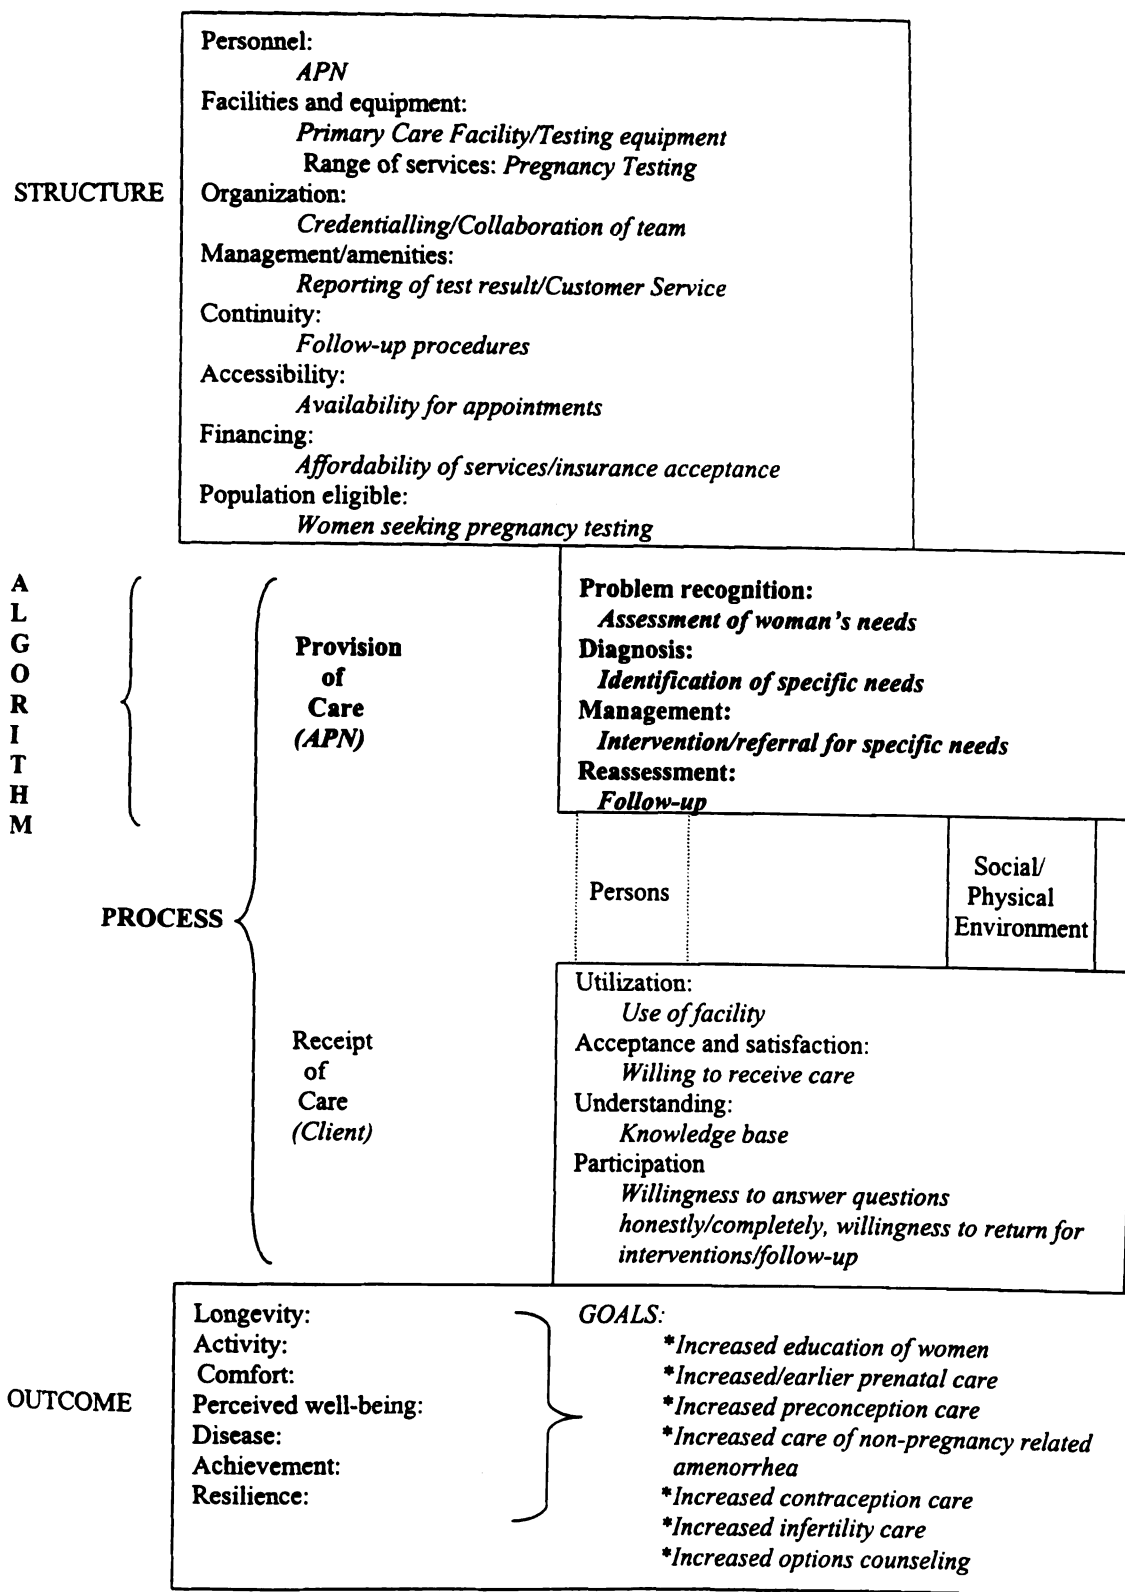 Personnel:
APN
Facilities and equipment:
Primary Care Facility/Testing equipment
Range of services: Pregnancy Testing
STRUCTURE
Organization:
Credentialling/Collaboration of team
Management/amenities:
Reporting of test result/Customer Service
Continuity:
Follow-up procedures
Accessibility:
Availability for appointments
Financing:
Affordability of services/insurance acceptance
Population eligible:
Women seeking pregnancy testing
A
L
G
O
R
I
T
H
M
Provision
of
Care
(APN)
Problem recognition:
Assessment of woman's needs
Diagnosis:
Identification of specific needs
Management:
Intervention/referral for specific needs
Reassessment:
Follow-up
Persons
Social/
Physical
Environment
PROCESS
Receipt
of
Care
(Client)
Utilization:
Use of facility
Acceptance and satisfaction:
Willing to receive care
Understanding:
Knowledge base
Participation
Willingness to answer questions
honestly/completely, willingness to return for
interventions/follow-up
OUTCOME
Longevity:
Activity:
Comfort:
Perceived well-being:
Disease:
Achievement:
Resilience:
GOALS:
*Increased education of women
*Increased/earlier prenatal care
*Increased preconception care
*Increased care of non-pregnancy related
amenorrhea
*Increased contraception care
*Increased infertility care
*Increased options counseling